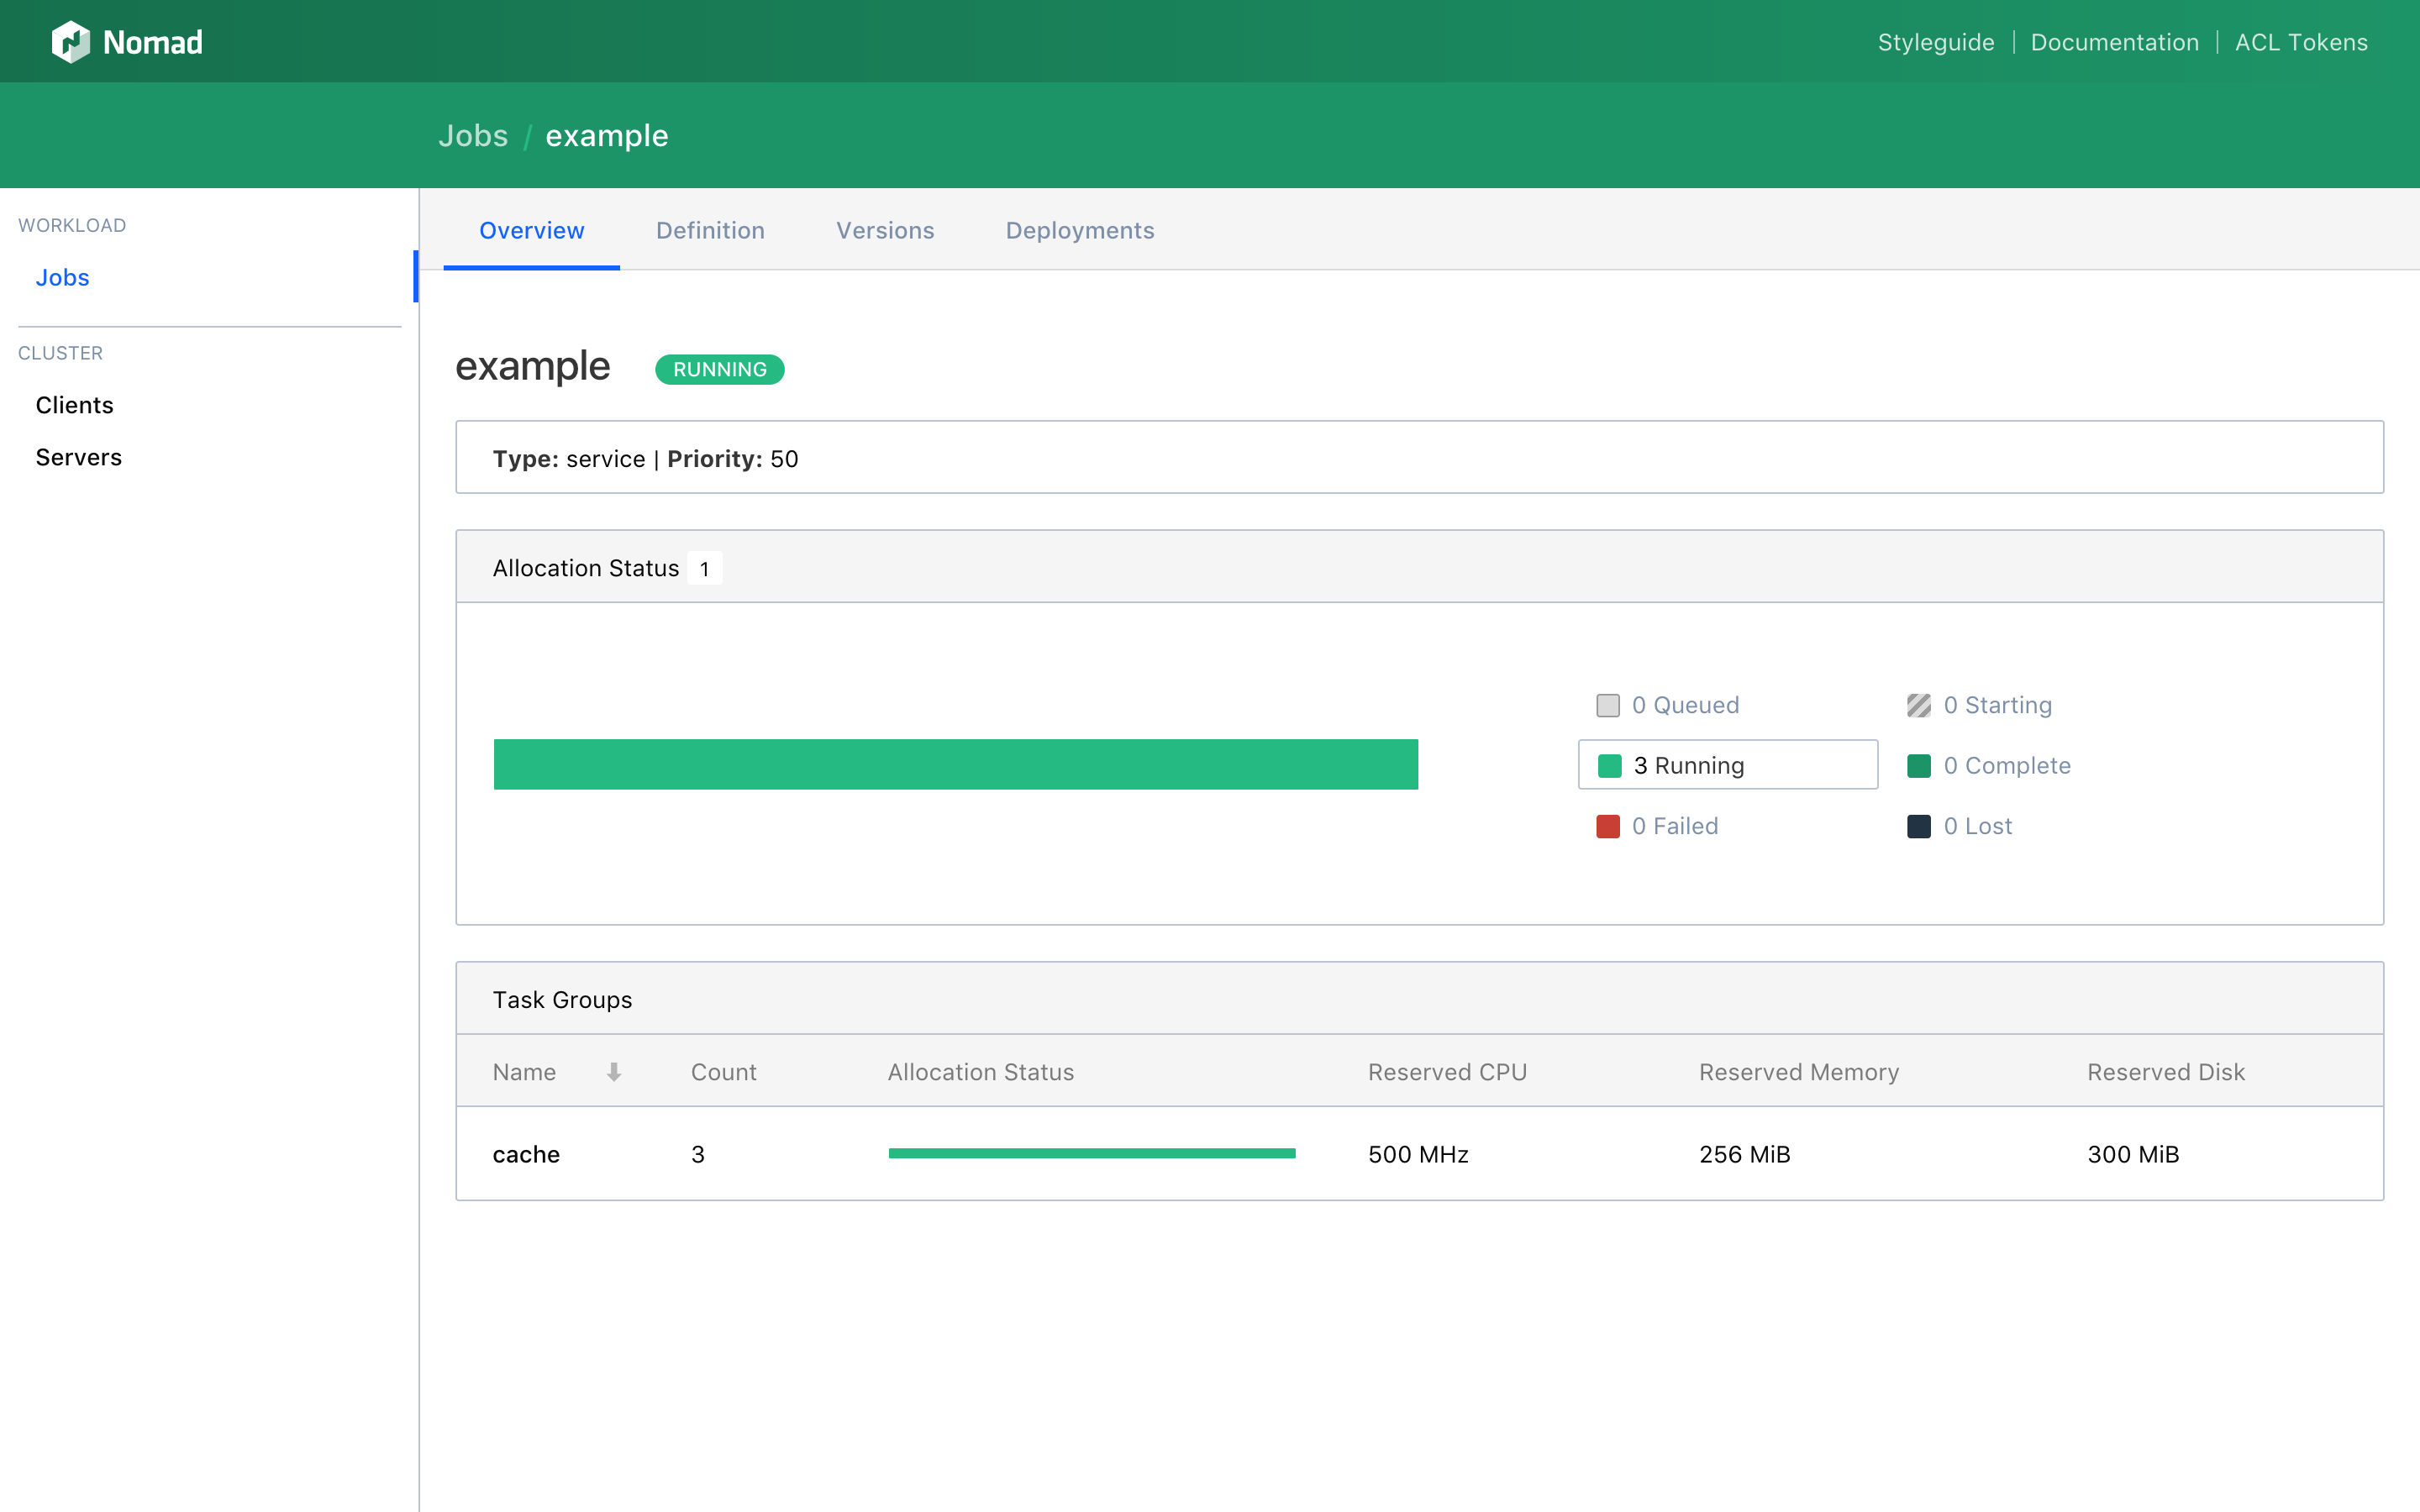 Nomad
Styleguide | Documentation | ACL Tokens
Jobs / example
WORKLOAD
Jobs
CLUSTER
Clients
Servers
Overview Definition Versions Deployments
example RUNNING
Type: service | Priority: 50
Allocation Status 1
0 Queued 0 Starting
3 Running 0 Complete
0 Failed 0 Lost
Task Groups
Name Count Allocation Status Reserved CPU Reserved Memory Reserved Disk
cache 3 500 MHz 256 MiB 300 MiB